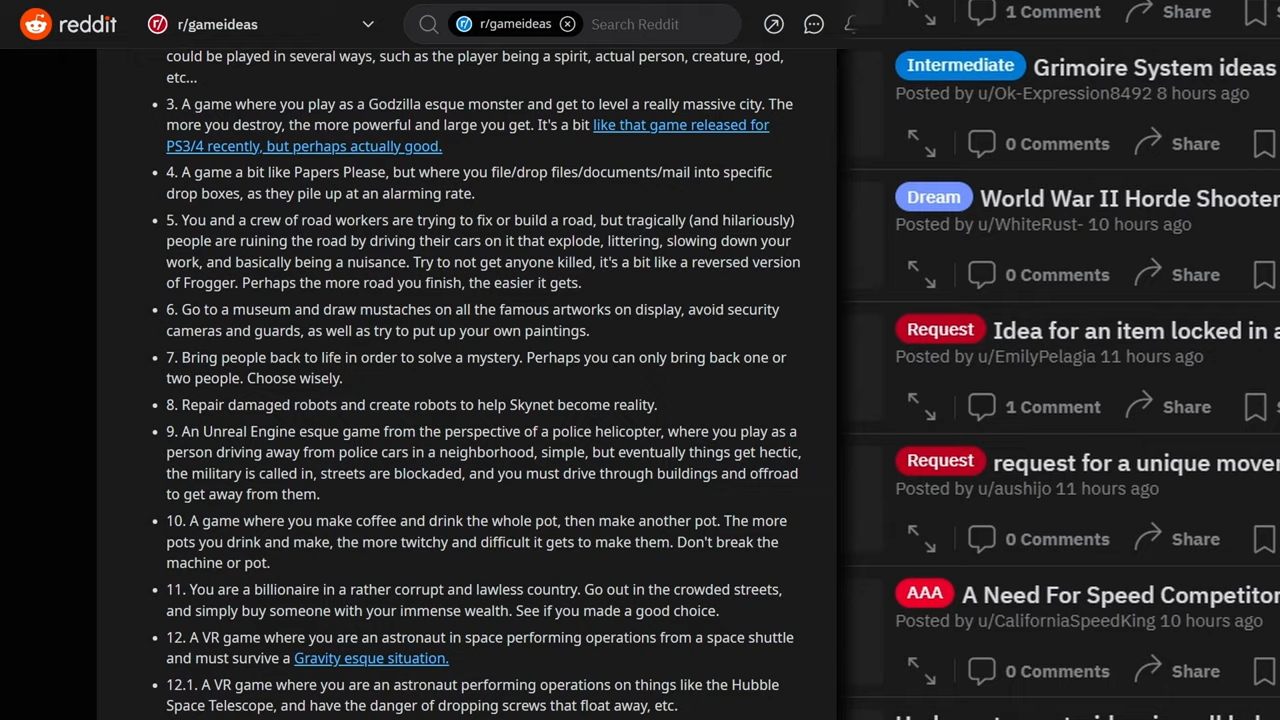 reddit
r/gameideas
r/gameideas
Search Reddit
could be played in several ways, such as the player being a spirit, actual person, creature, god,
etc...
• 3. A game where you play as a Godzilla esque monster and get to level a really massive city. The
more you destroy, the more powerful and large you get. It's a bit like that game released for
PS3/4 recently, but perhaps actually good.
• 4. A game a bit like Papers Please, but where you file/drop files/documents/mail into specific
drop boxes, as they pile up at an alarming rate.
• 5. You and a crew of road workers are trying to fix or build a road, but tragically (and hilariously)
people are ruining the road by driving their cars on it that explode, littering, slowing down your
work, and basically being a nuisance. Try to not get anyone killed, it's a bit like a reversed version
of Frogger. Perhaps the more road you finish, the easier it gets.
• 6. Go to a museum and draw mustaches on all the famous artworks on display, avoid security
cameras and guards, as well as try to put up your own paintings.
• 7. Bring people back to life in order to solve a mystery. Perhaps you can only bring back one or
two people. Choose wisely.
• 8. Repair damaged robots and create robots to help Skynet become reality.
• 9. An Unreal Engine esque game from the perspective of a police helicopter, where you play as a
person driving away from police cars in a neighborhood, simple, but eventually things get hectic,
the military is called in, streets are blockaded, and you must drive through buildings and offroad
to get away from them.
• 10. A game where you make coffee and drink the whole pot, then make another pot. The more
pots you drink and make, the more twitchy and difficult it gets to make them. Don't break the
machine or pot.
• 11. You are a billionaire in a rather corrupt and lawless country. Go out in the crowded streets,
and simply buy someone with your immense wealth. See if you made a good choice.
• 12. A VR game where you are an astronaut in space performing operations from a space shuttle
and must survive a Gravity esque situation.
• 12.1. A VR game where you are an astronaut performing operations on things like the Hubble
Space Telescope, and have the danger of dropping screws that float away, etc.
1 Comment Share
Intermediate Grimoire System ideas
Posted by u/Ok-Expression8492 8 hours ago
0 Comments Share
Dream World War II Horde Shooter
Posted by u/WhiteRust- 10 hours ago
0 Comments Share
Request Idea for an item locked in a
Posted by u/EmilyPelagia 11 hours ago
1 Comment Share
Request request for a unique mover
Posted by u/aushijo 11 hours ago
0 Comments Share
AAA A Need For Speed Competitor
Posted by u/CaliforniaSpeedKing 10 hours ago
0 Comments Share